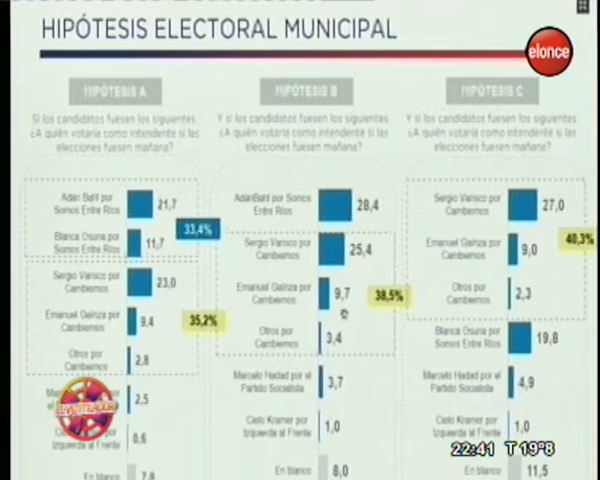 HIPÓTESIS ELECTORAL MUNICIPAL
elonce
HIPÓTESIS A
Si los candidatos fuesen los siguientes
¿A quién votaría como intendente si las
elecciones fuesen mañana?
Adán Bahl por
Somos Entre Ríos
21,7
Blanca Osuna por
Somos Entre Ríos
11,7
33,4%
Sergio Varisco por
Cambiemos
23,0
Emanuel Gainza por
Cambiemos
9,4
35,2%
Otros por
Cambiemos
2,8
2,5
Izquierda al Frente
0,6
En blanco
7,8
HIPÓTESIS B
Y si los candidatos fuesen los siguientes
¿A quién votaría como intendente si las
elecciones fuesen mañana?
AdánBahl por Somos
Entre Ríos
28,4
Sergio Varisco por
Cambiemos
25,4
Emanuel Gainza por
Cambiemos
9,7
38,5%
Otros por
Cambiemos
3,4
Marcelo Hadad por el
Partido Socialista
3,7
Cielo Kramer por
Izquierda al Frente
1,0
En blanco
8,0
HIPÓTESIS C
Y si los candidatos fuesen los siguientes
¿A quién votaría como intendente si las
elecciones fuesen mañana?
Sergio Varisco por
Cambiemos
27,0
Emanuel Gainza por
Cambiemos
9,0
40,3%
Otros por
Cambiemos
2,3
Blanca Osuna por
Somos Entre Ríos
19,8
Marcelo Hadad por el
Partido Socialista
4,9
Cielo Kramer por
Izquierda al Frente
1,0
En blanco
11,5
ELVENTILADOR
22:41 T 19°8